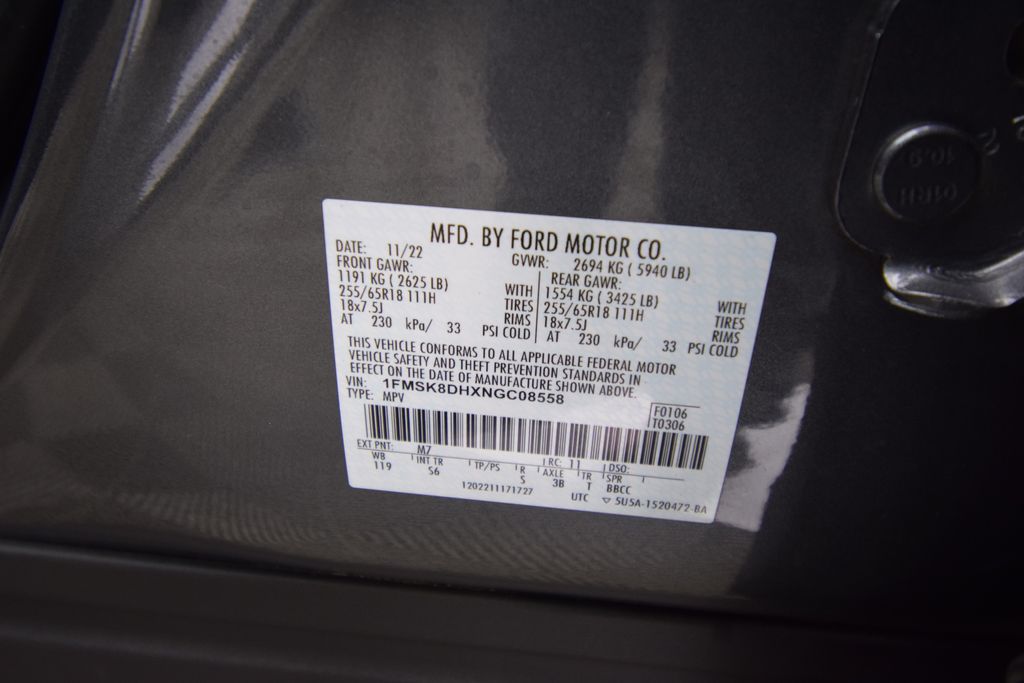 MFD. BY FORD MOTOR CO.
DATE: 11/22 GVWR: 2694 KG ( 5940 LB)
FRONT GAWR: REAR GAWR:
1191 KG ( 2625 LB) WITH 1554 KG ( 3425 LB) WITH
255/65R18 111H TIRES 255/65R18 111H TIRES
18x7.5J RIMS 18x7.5J RIMS
AT 230 kPa/ 33 PSI COLD AT 230 kPa/ 33 PSI COLD
THIS VEHICLE CONFORMS TO ALL APPLICABLE FEDERAL MOTOR
VEHICLE SAFETY AND THEFT PREVENTION STANDARDS IN
EFFECT ON THE DATE OF MANUFACTURE SHOWN ABOVE.
VIN: 1FMSK8DHXNGC08558
TYPE: MPV
F0106
T0306
EXT PNT: M7 RC: 11 DSO:
WB INT TR TP/PS R AXLE TR SPR
119 S6 S 3B T BBCC
1202211171727 UTC ▽ 5U5A-1520472-BA
01RH
10.9